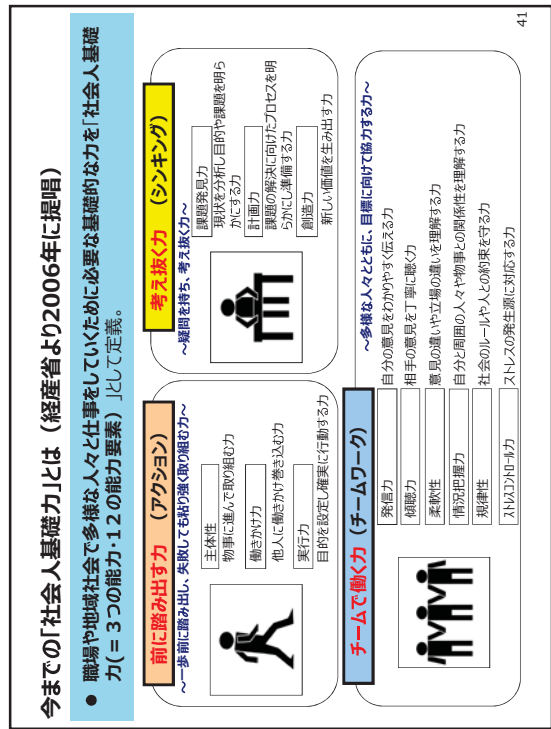 今までの「社会人基礎力」とは（経産省より2006年に提唱）
● 職場や地域社会で多様な人々と仕事をしていくために必要な基礎的な力を「社会人基礎
力(＝３つの能力・１２の能力要素）」として定義。
前に踏み出す力　（アクション）
～一歩前に踏み出し、失敗しても粘り強く取り組む力～
主体性
物事に進んで取り組む力
働きかけ力
他人に働きかけ巻き込む力
実行力
目的を設定し確実に行動する力
考え抜く力　（シンキング）
～疑問を持ち、考え抜く力～
課題発見力
現状を分析し目的や課題を明ら
かにする力
計画力
課題の解決に向けたプロセスを明
らかにし準備する力
創造力
新しい価値を生み出す力
チームで働く力　（チームワーク）
～多様な人々とともに、目標に向けて協力する力～
発信力　自分の意見をわかりやすく伝える力
傾聴力　相手の意見を丁寧に聴く力
柔軟性　意見の違いや立場の違いを理解する力
情況把握力　自分と周囲の人々や物事との関係性を理解する力
規律性　社会のルールや人との約束を守る力
ストレスコントロール力　ストレスの発生源に対応する力
41